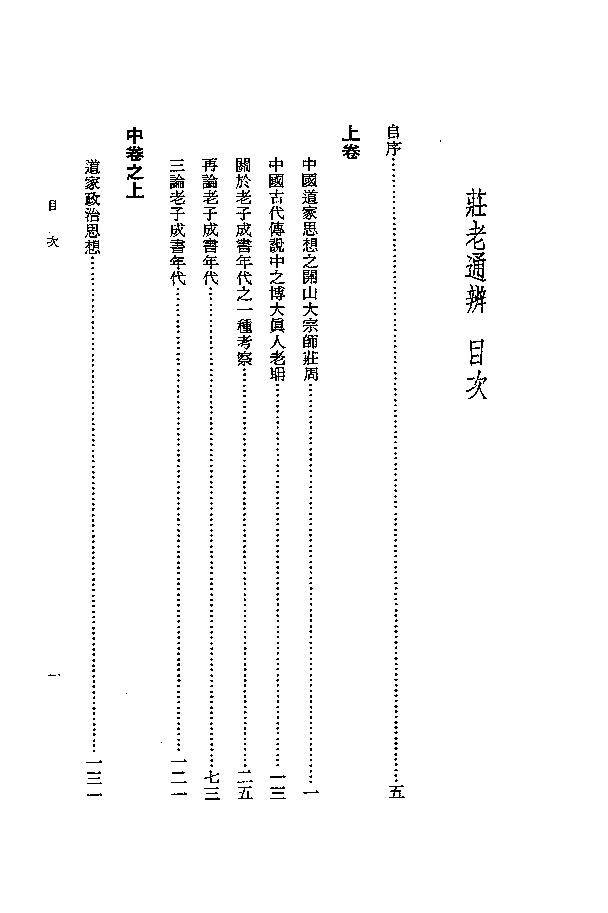 莊老通辨 目次
自序……五
上卷
中國道家思想之開山大宗師莊周……一
中國古代傳說中之博大眞人老聃……一三
關於老子成書年代之一種考察……二五
再論老子成書年代……七三
三論老子成書年代……一二一
中卷之上
道家政治思想……一三一
目次
一